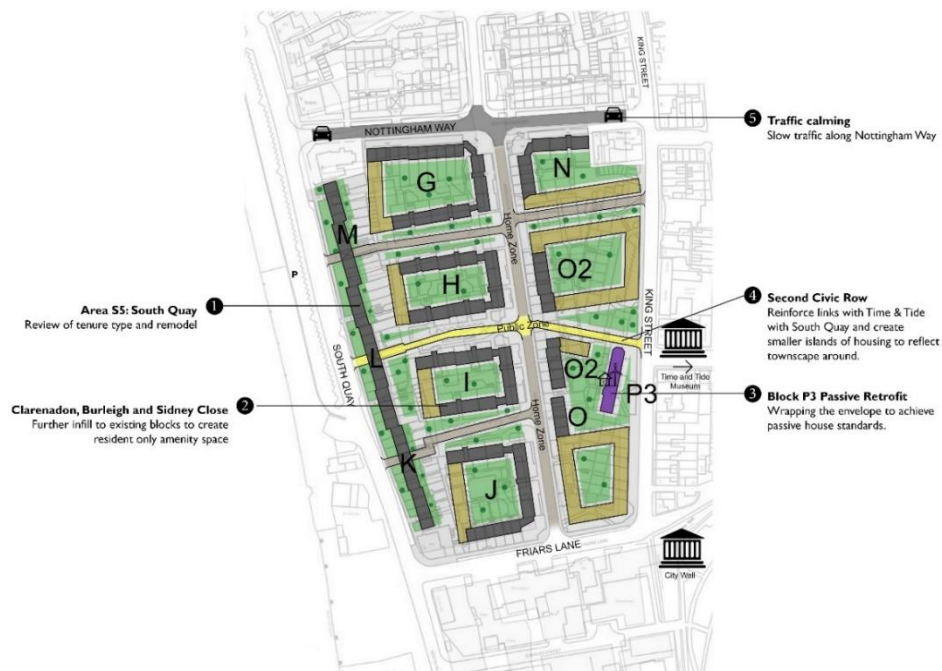 KING STREET
5 Traffic calming
Slow traffic along Nottingham Way
NOTTINGHAM WAY
G
N
M
Home Zone
H
O2
P
1 Area S5: South Quay
Review of tenure type and remodel
4 Second Civic Row
Reinforce links with Time & Tide
with South Quay and create
smaller islands of housing to reflect
townscape around.
KING STREET
Public Zone
SOUTH QUAY
L
I
O2
Time and Tide
Museum
P3
3 Block P3 Passive Retrofit
Wrapping the envelope to achieve
passive house standards.
2 Clarenadon, Burleigh and Sidney Close
Further infill to existing blocks to create
resident only amenity space
Home Zone
O
K
J
FRIARS LANE
City Wall